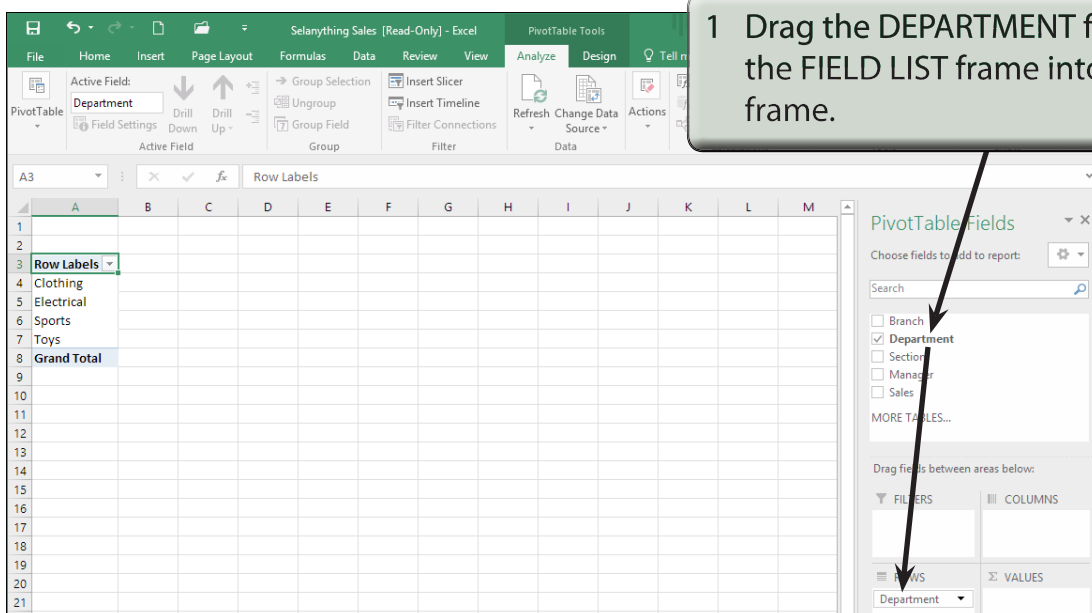 Selanything Sales [Read-Only] - Excel
PivotTable Tools
File Home Insert Page Layout Formulas Data Review View Analyze Design Tell
PivotTable
Active Field:
Department
Field Settings
Drill Down
Drill Up
Active Field
Group Selection
Ungroup
Group Field
Group
Insert Slicer
Insert Timeline
Filter Connections
Filter
Refresh
Change Data Source
Data
Actions
1 Drag the DEPARTMENT
the FIELD LIST frame into
frame.
A3 fx Row Labels
A B C D E F G H I J K L M
1
2
3 Row Labels
4 Clothing
5 Electrical
6 Sports
7 Toys
8 Grand Total
9
10
11
12
13
14
15
16
17
18
19
20
21
PivotTable Fields
Choose fields to add to report:
Search
Branch
Department
Section
Manager
Sales
MORE TABLES...
Drag fields between areas below:
FILTERS
COLUMNS
ROWS
Σ VALUES
Department